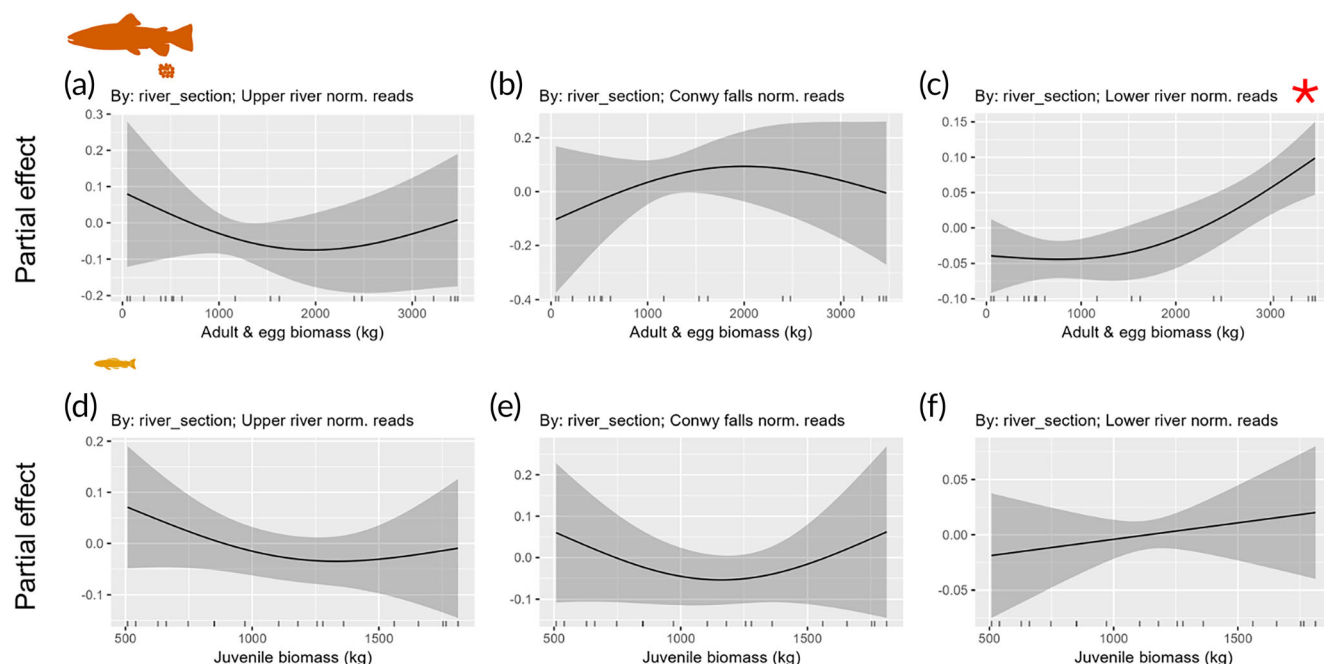 (a) (b) (c)
By: river_section; Upper river norm. reads By: river_section; Conwy falls norm. reads By: river_section; Lower river norm. reads *
Partial effect
0.3
0.2
0.1
0.0
-0.1
-0.2
0 1000 2000 3000
Adult & egg biomass (kg)
0.2
0.0
-0.2
-0.4
0 1000 2000 3000
Adult & egg biomass (kg)
0.15
0.10
0.05
0.00
-0.05
-0.10
0 1000 2000 3000
Adult & egg biomass (kg)
(d) (e) (f)
By: river_section; Upper river norm. reads By: river_section; Conwy falls norm. reads By: river_section; Lower river norm. reads
Partial effect
0.2
0.1
0.0
-0.1
500 1000 1500
Juvenile biomass (kg)
0.2
0.1
0.0
-0.1
500 1000 1500
Juvenile biomass (kg)
0.05
0.00
-0.05
500 1000 1500
Juvenile biomass (kg)